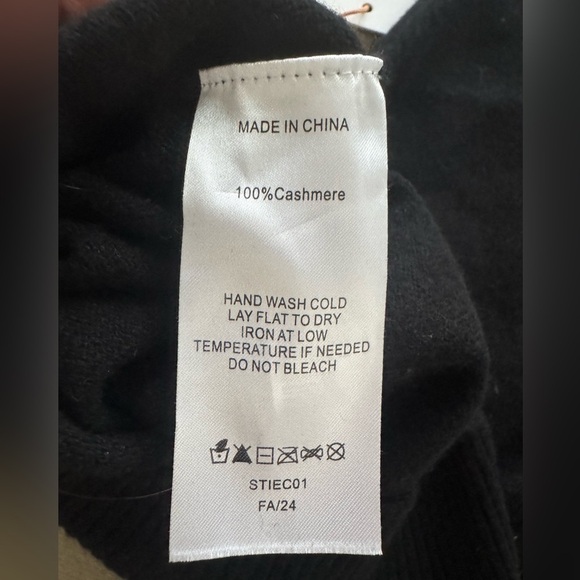 MADE IN CHINA
100%Cashmere
HAND WASH COLD
LAY FLAT TO DRY
IRON AT LOW
TEMPERATURE IF NEEDED
DO NOT BLEACH
STIEC01
FA/24